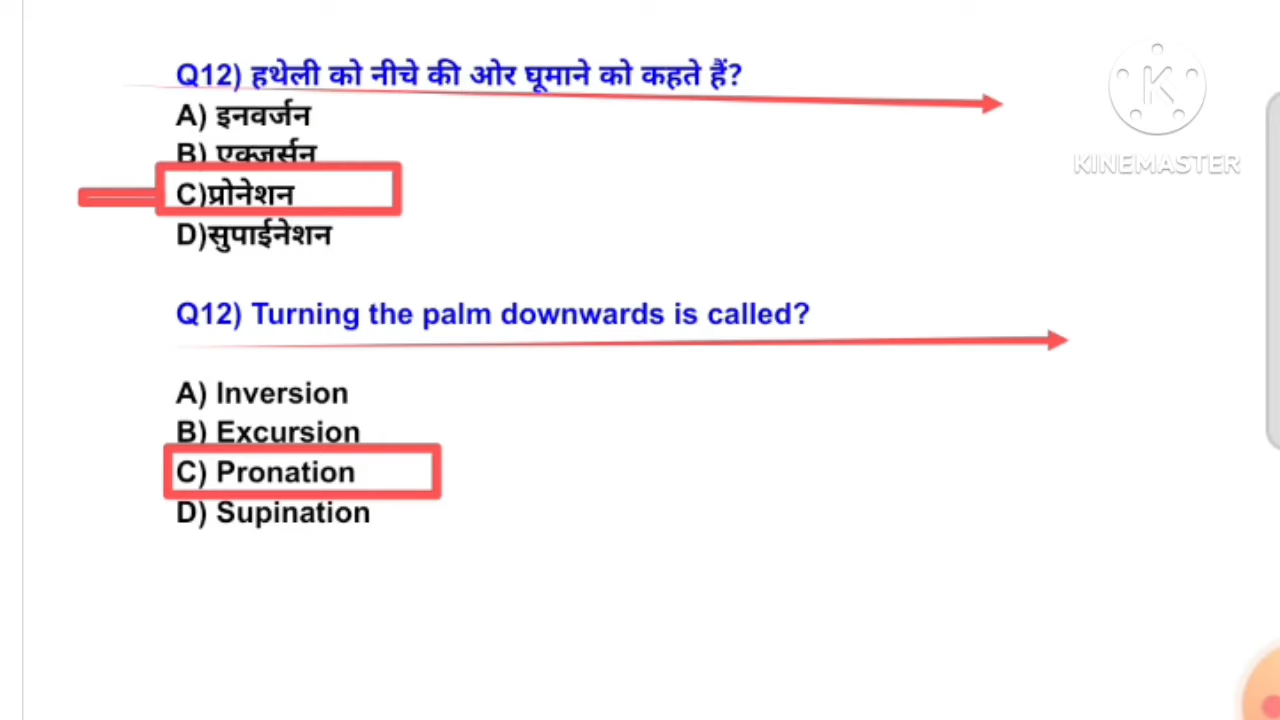 Q12) हथेली को नीचे की ओर घूमाने को कहते हैं?
A) इनवर्जन
B) एक्जर्सन
C)प्रोनेशन
D)सुपाईनेशन
Q12) Turning the palm downwards is called?
A) Inversion
B) Excursion
C) Pronation
D) Supination
K
KINEMASTER